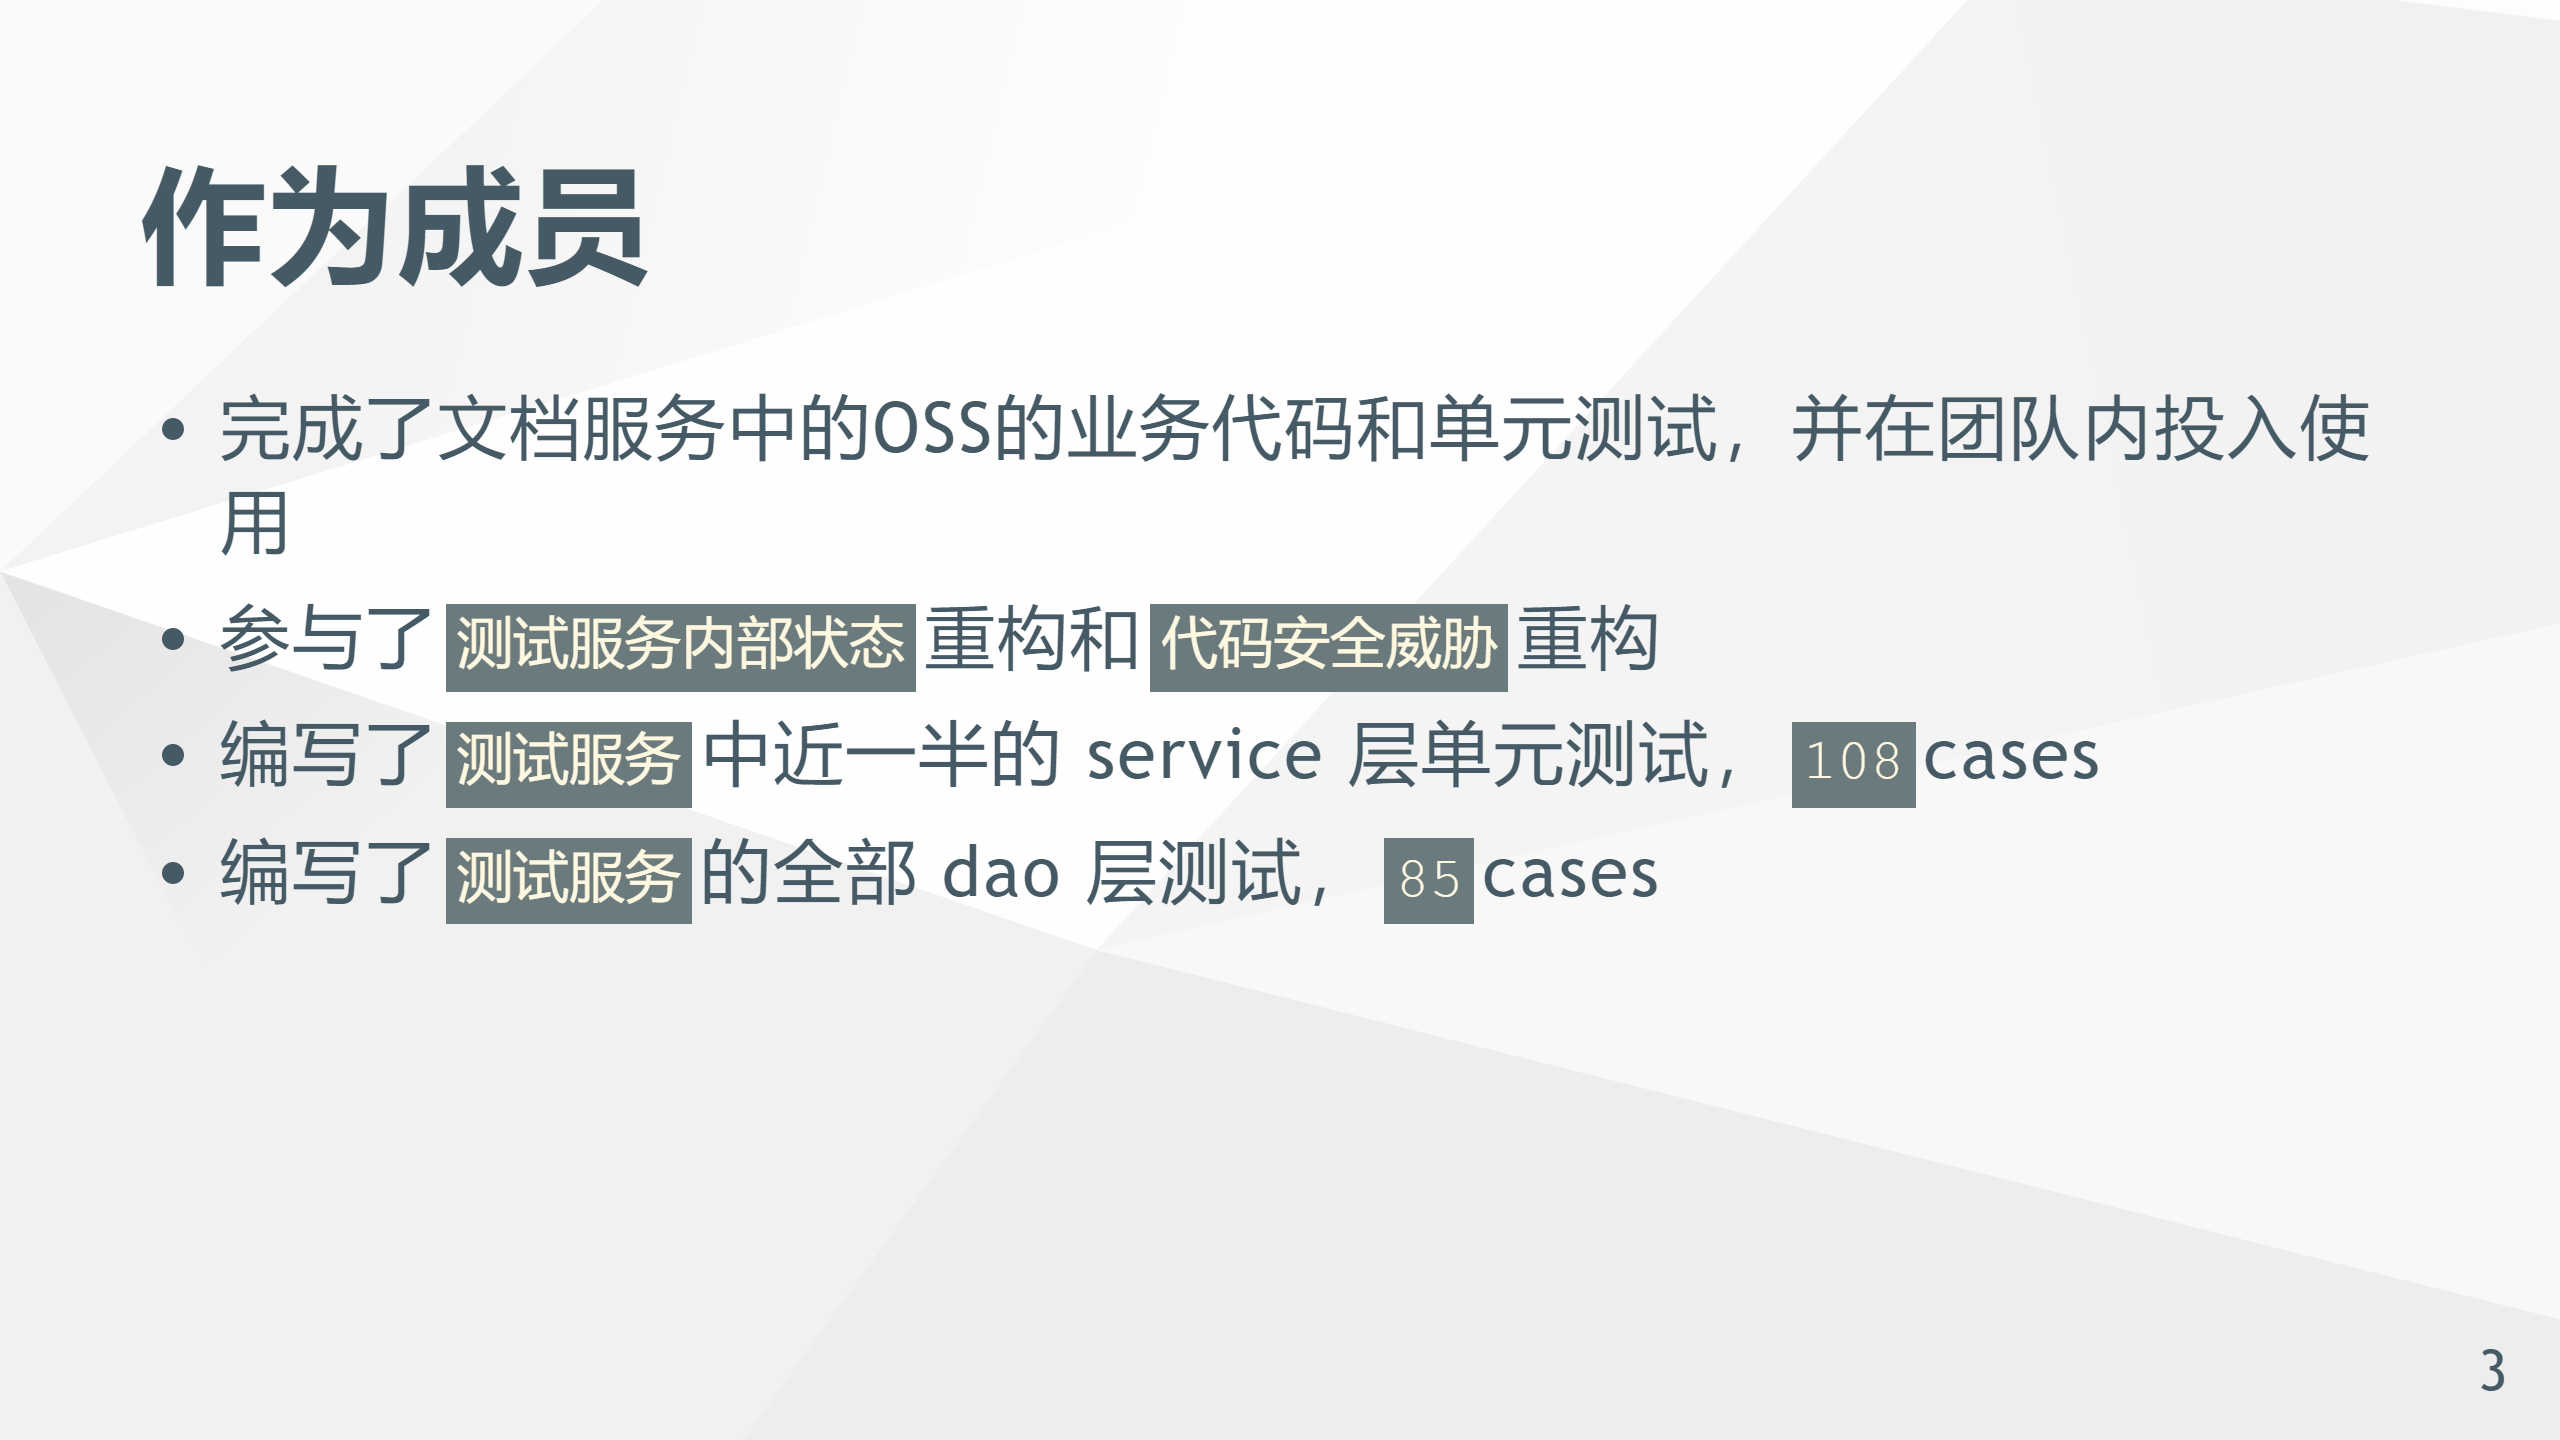 作为成员
• 完成了文档服务中的OSS的业务代码和单元测试，并在团队内投入使
用
• 参与了 测试服务内部状态 重构和 代码安全威胁 重构
• 编写了 测试服务 中近一半的 service 层单元测试， 108 cases
• 编写了 测试服务 的全部 dao 层测试， 85 cases
3